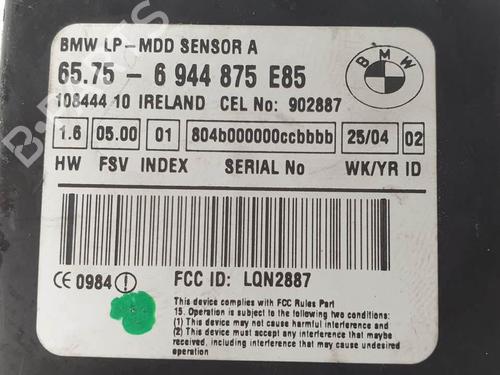 BMW LP-MDD SENSOR A
65.75 - 6 944 875 E85
BMW
108444 10 IRELAND CEL No: 902887
1.6 05.00 01 804b000000ccbbbb 25/04 02
HW FSV INDEX SERIAL No WK/YR ID
CE 0984 FCC ID: LQN2887
This device complies with FCC Rules Part
15. Operation is subject to the following two conditions:
(1) This device may not cause harmful interference and
(2) This device must accept any interference that maybe
received, including interference that may cause undesired
operation